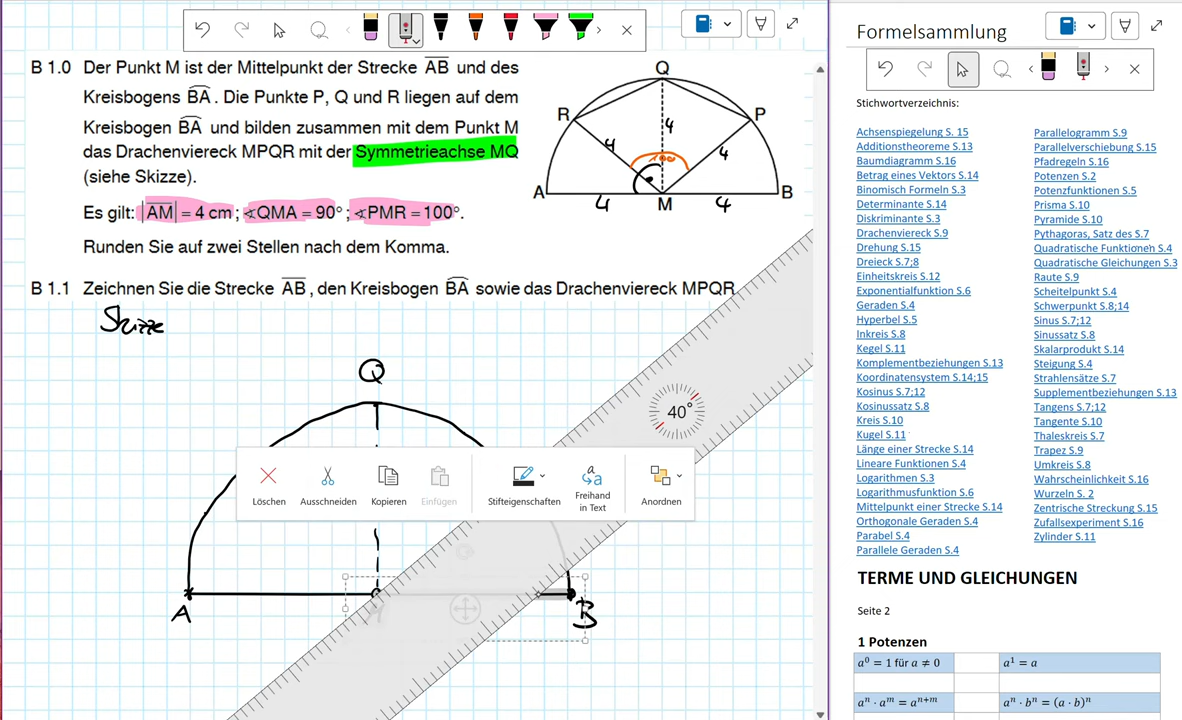 B 1.0 Der Punkt M ist der Mittelpunkt der Strecke AB und des
Kreisbogens BA. Die Punkte P, Q und R liegen auf dem
Kreisbogen BA und bilden zusammen mit dem Punkt M
das Drachenviereck MPQR mit der Symmetrieachse MQ
(siehe Skizze).
Es gilt: |AM| = 4 cm; ∢QMA = 90°; ∢PMR = 100°.
Runden Sie auf zwei Stellen nach dem Komma.
Q
R
P
4
4
4
100
A
M
B
4
4
B 1.1 Zeichnen Sie die Strecke AB, den Kreisbogen BA sowie das Drachenviereck MPQR
Skizze
Q
40°
Löschen
Ausschneiden
Kopieren
Einfügen
Stifteigenschaften
Freihand
in Text
Anordnen
A
M
B
Formelsammlung
Stichwortverzeichnis:
Achsenspiegelung S. 15
Additionstheoreme S.13
Baumdiagramm S.16
Betrag eines Vektors S.14
Binomisch Formeln S.3
Determinante S.14
Diskriminante S.3
Drachenviereck S.9
Drehung S.15
Dreieck S.7;8
Einheitskreis S.12
Exponentialfunktion S.6
Geraden S.4
Hyperbel S.5
Inkreis S.8
Kegel S.11
Komplementbeziehungen S.13
Koordinatensystem S.14;15
Kosinus S.7;12
Kosinussatz S.8
Kreis S.10
Kugel S.11
Länge einer Strecke S.14
Lineare Funktionen S.4
Logarithmen S.3
Logarithmusfunktion S.6
Mittelpunkt einer Strecke S.14
Orthogonale Geraden S.4
Parabel S.4
Parallele Geraden S.4
Parallelogramm S.9
Parallelverschiebung S.15
Pfadregeln S.16
Potenzen S.2
Potenzfunktionen S.5
Prisma S.10
Pyramide S.10
Pythagoras, Satz des S.7
Quadratische Funktionen S.4
Quadratische Gleichungen S.3
Raute S.9
Scheitelpunkt S.4
Schwerpunkt S.8;14
Sinus S.7;12
Sinussatz S.8
Skalarprodukt S.14
Steigung S.4
Strahlensätze S.7
Supplementbeziehungen S.13
Tangens S.7;12
Tangente S.10
Thaleskreis S.7
Trapez S.9
Umkreis S.8
Wahrscheinlichkeit S.16
Wurzeln S. 2
Zentrische Streckung S.15
Zufallsexperiment S.16
Zylinder S.11
TERME UND GLEICHUNGEN
Seite 2
1 Potenzen
a⁰ = 1 für a ≠ 0
a¹ = a
aⁿ · aᵐ = aⁿ⁺ᵐ
aⁿ · bⁿ = (a · b)ⁿ